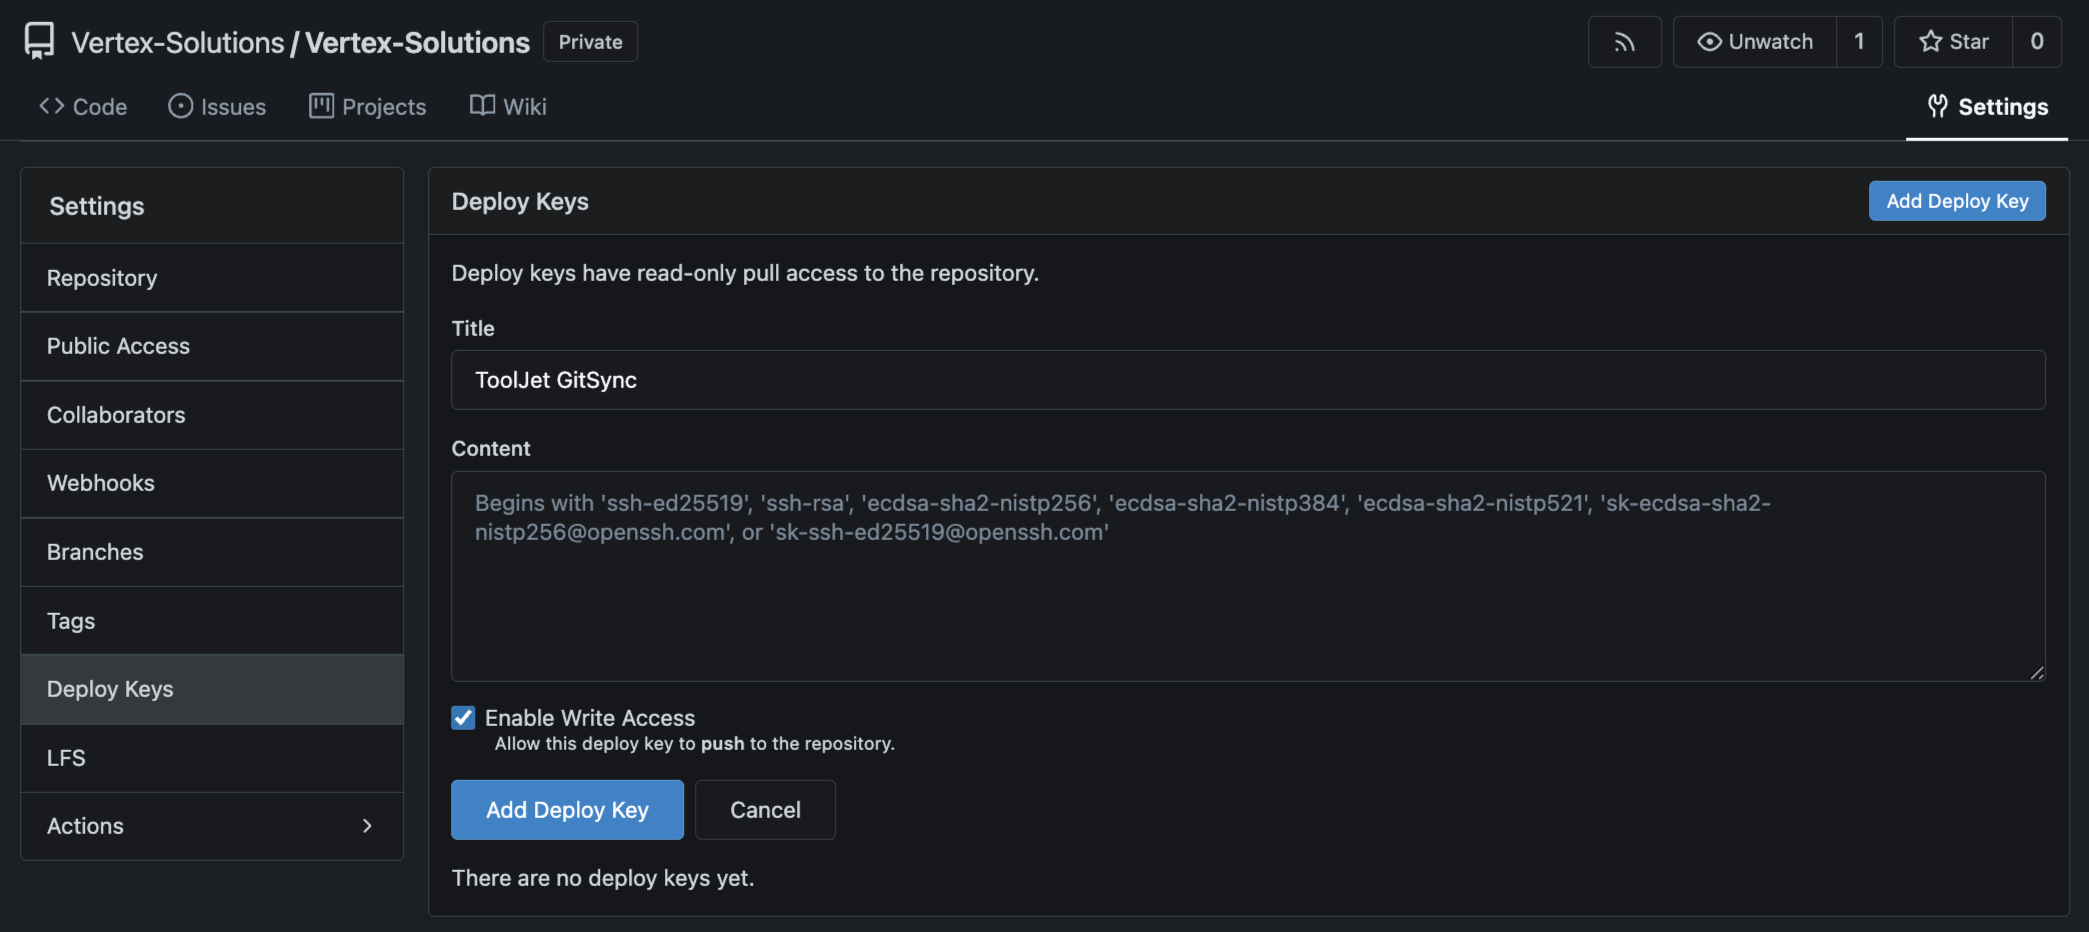 Vertex-Solutions / Vertex-Solutions Private Unwatch 1 Star 0
Code Issues Projects Wiki Settings
Settings
Repository
Public Access
Collaborators
Webhooks
Branches
Tags
Deploy Keys
LFS
Actions
Deploy Keys Add Deploy Key
Deploy keys have read-only pull access to the repository.
Title
ToolJet GitSync
Content
Begins with 'ssh-ed25519', 'ssh-rsa', 'ecdsa-sha2-nistp256', 'ecdsa-sha2-nistp384', 'ecdsa-sha2-nistp521', 'sk-ecdsa-sha2-
nistp256@openssh.com', or 'sk-ssh-ed25519@openssh.com'
Enable Write Access
Allow this deploy key to push to the repository.
Add Deploy Key Cancel
There are no deploy keys yet.